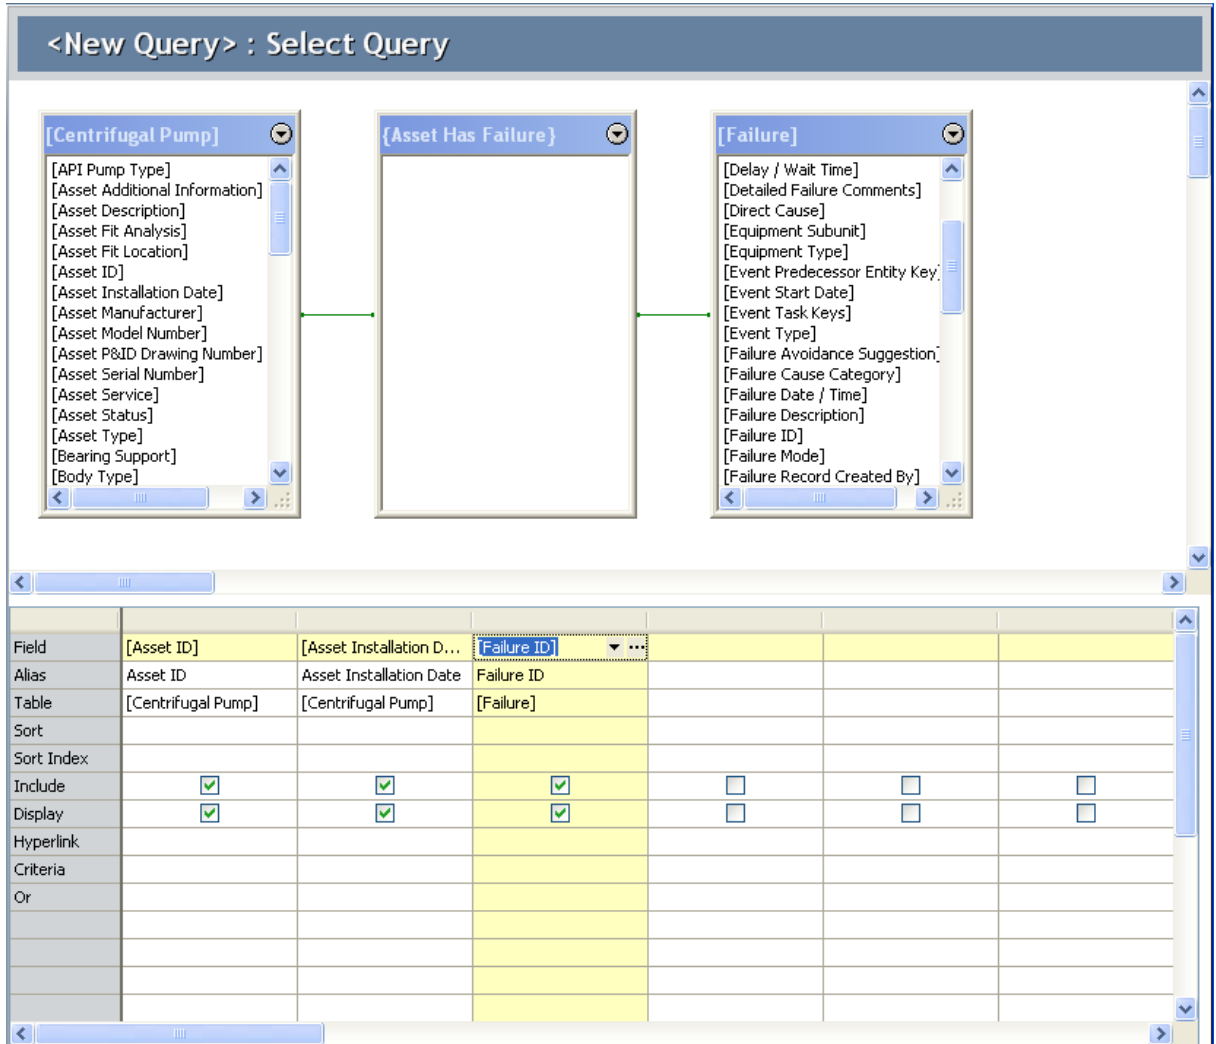 <New Query> : Select Query
[Centrifugal Pump]
[API Pump Type]
[Asset Additional Information]
[Asset Description]
[Asset Fit Analysis]
[Asset Fit Location]
[Asset ID]
[Asset Installation Date]
[Asset Manufacturer]
[Asset Model Number]
[Asset P&ID Drawing Number]
[Asset Serial Number]
[Asset Service]
[Asset Status]
[Asset Type]
[Bearing Support]
[Body Type]
{Asset Has Failure}
[Failure]
[Delay / Wait Time]
[Detailed Failure Comments]
[Direct Cause]
[Equipment Subunit]
[Equipment Type]
[Event Predecessor Entity Key]
[Event Start Date]
[Event Task Keys]
[Event Type]
[Failure Avoidance Suggestion]
[Failure Cause Category]
[Failure Date / Time]
[Failure Description]
[Failure ID]
[Failure Mode]
[Failure Record Created By]
Field [Asset ID] [Asset Installation D... [Failure ID] ...
Alias Asset ID Asset Installation Date Failure ID
Table [Centrifugal Pump] [Centrifugal Pump] [Failure]
Sort
Sort Index
Include
Display
Hyperlink
Criteria
Or